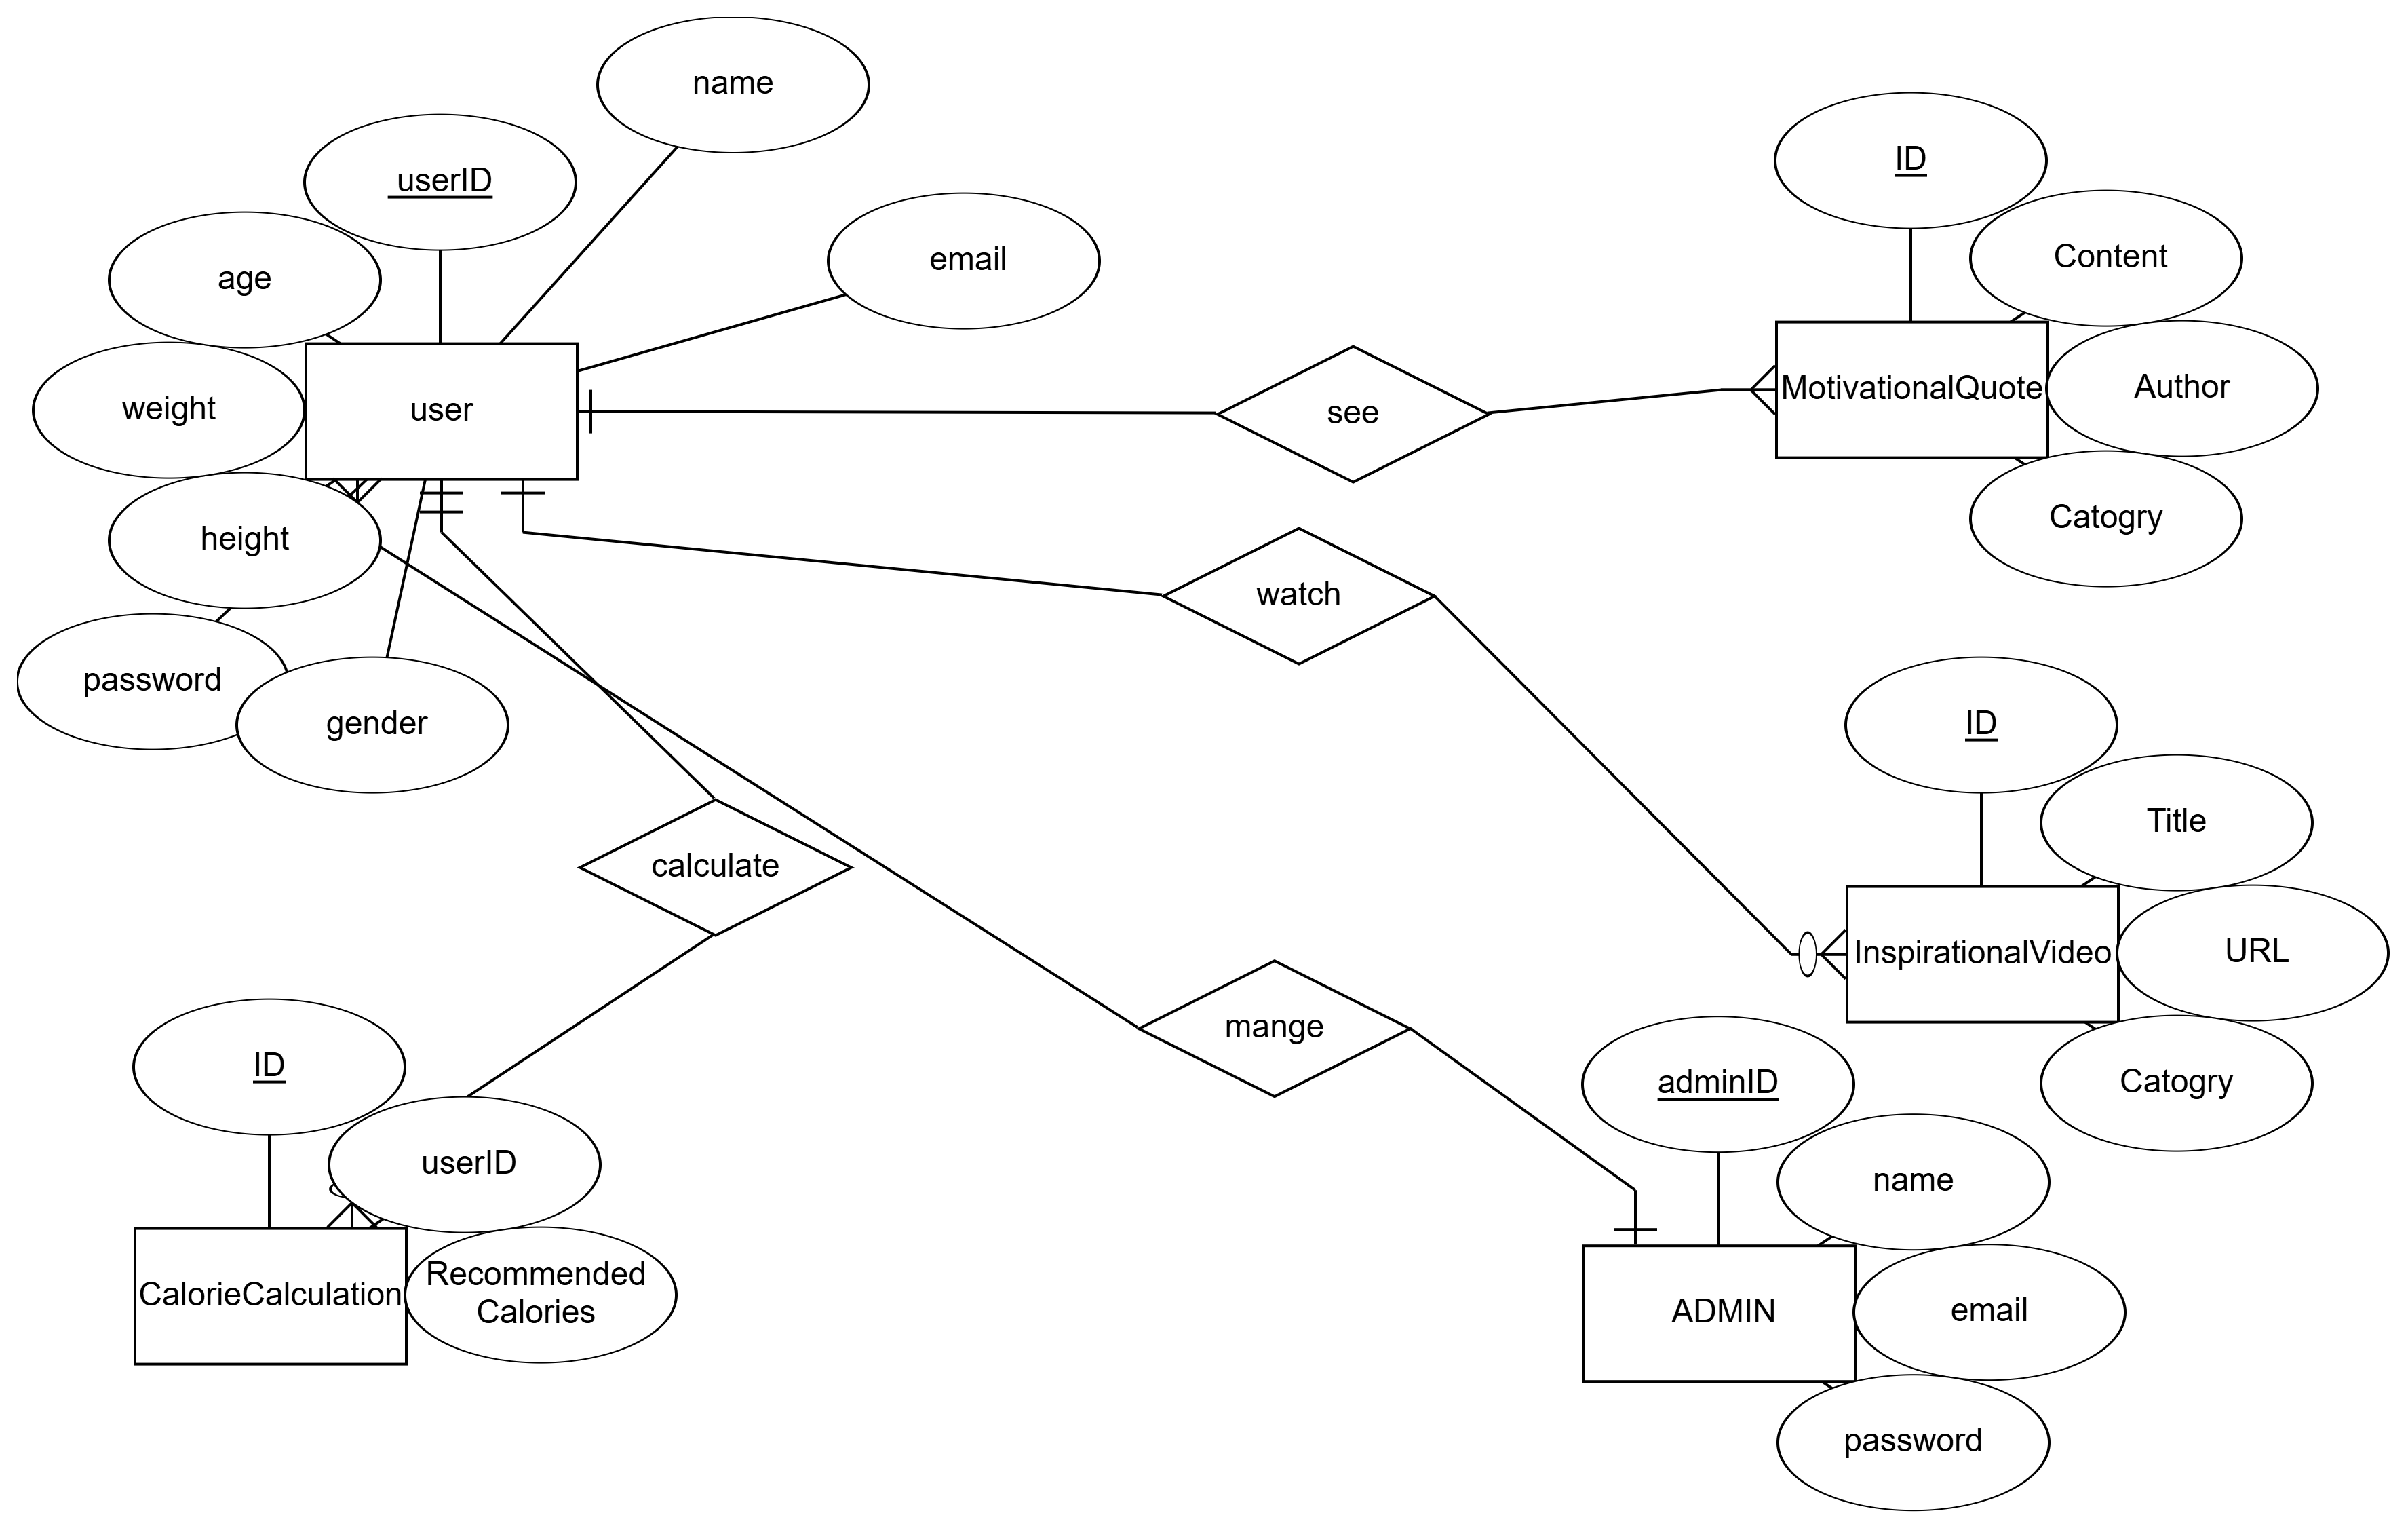 name
userID
ID
email
Content
age
MotivationalQuote
Author
weight
user
see
Catogry
height
watch
password
gender
ID
Title
calculate
InspirationalVideo
URL
mange
ID
adminID
Catogry
userID
name
Recommended
Calories
CalorieCalculation
ADMIN
email
password